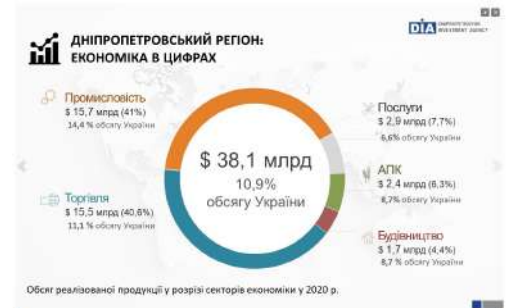 DIA
ДНІПРОПЕТРОВСЬКИЙ РЕГІОН:
ЕКОНОМІКА В ЦИФРАХ
Промисловість
$ 15,7 млрд (41%)
14,4 % обсягу України
Торгівля
$ 15,5 млрд (40,6%)
11,1 % обсягу України
$ 38,1 млрд
10,9%
обсягу України
Послуги
$ 2,9 млрд (7,7%)
6,6% обсягу України
АПК
$ 2,4 млрд (6,3%)
8,7% обсягу України
Будівництво
$ 1,7 млрд (4,4%)
8,7 % обсягу України
Обсяг реалізованої продукції у розрізі секторів економіки у 2020 р.